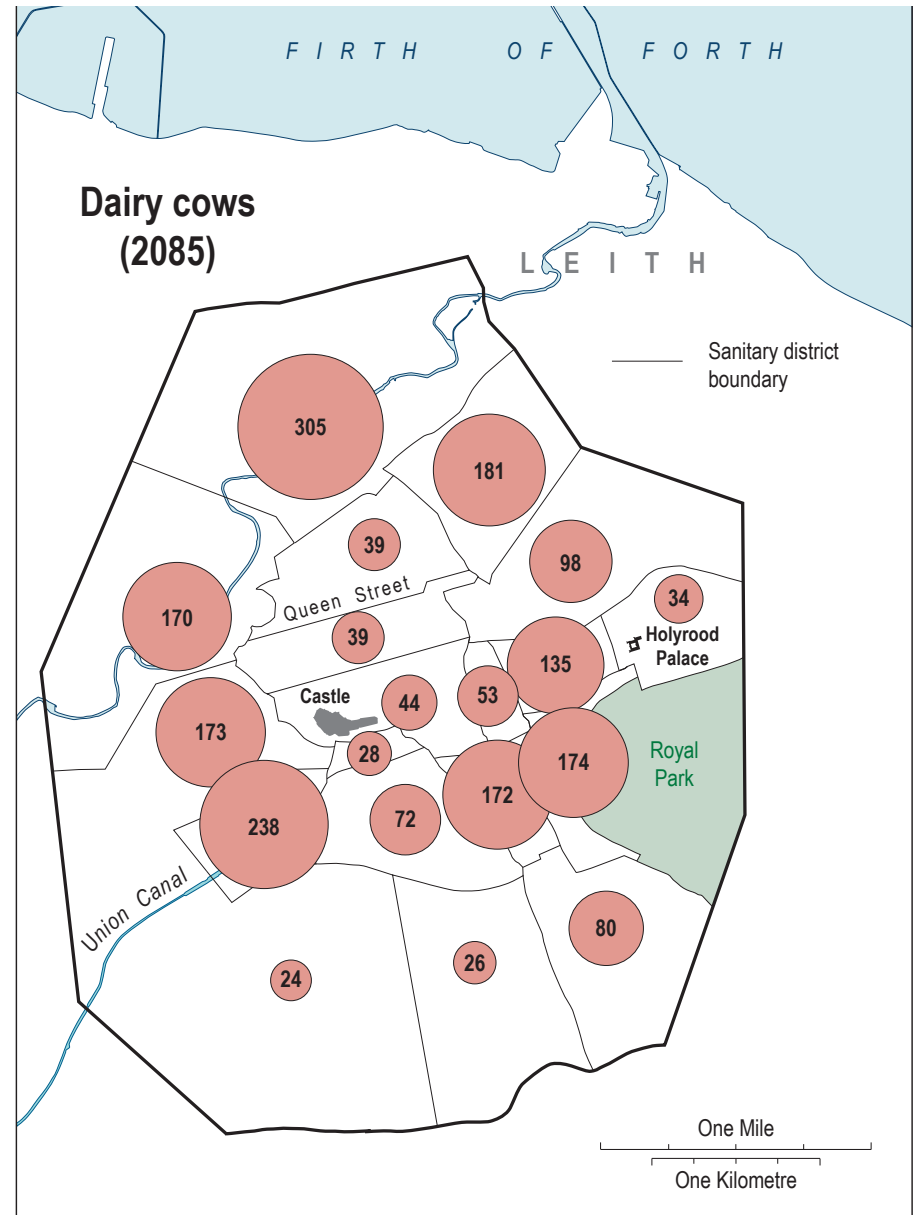 FIRTH OF FORTH
Dairy cows
(2085)
LEITH
Sanitary district
boundary
305
181
39
98
Queen Street
34
170
39
Holyrood
Palace
135
53
44
Castle
173
28
174
Royal
Park
172
72
238
Union Canal
80
26
24
One Mile
One Kilometre